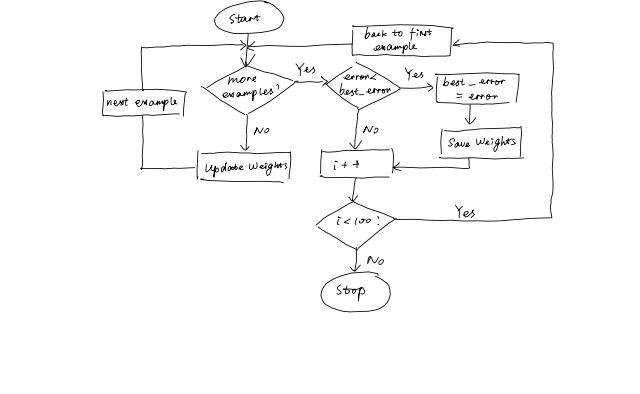 Start
back to first
example
more
examples?
Yes
error<
best_error
Yes
best_error
= error
next example
No
No
Save Weights
Update Weights
i++
i<100?
Yes
No
Stop